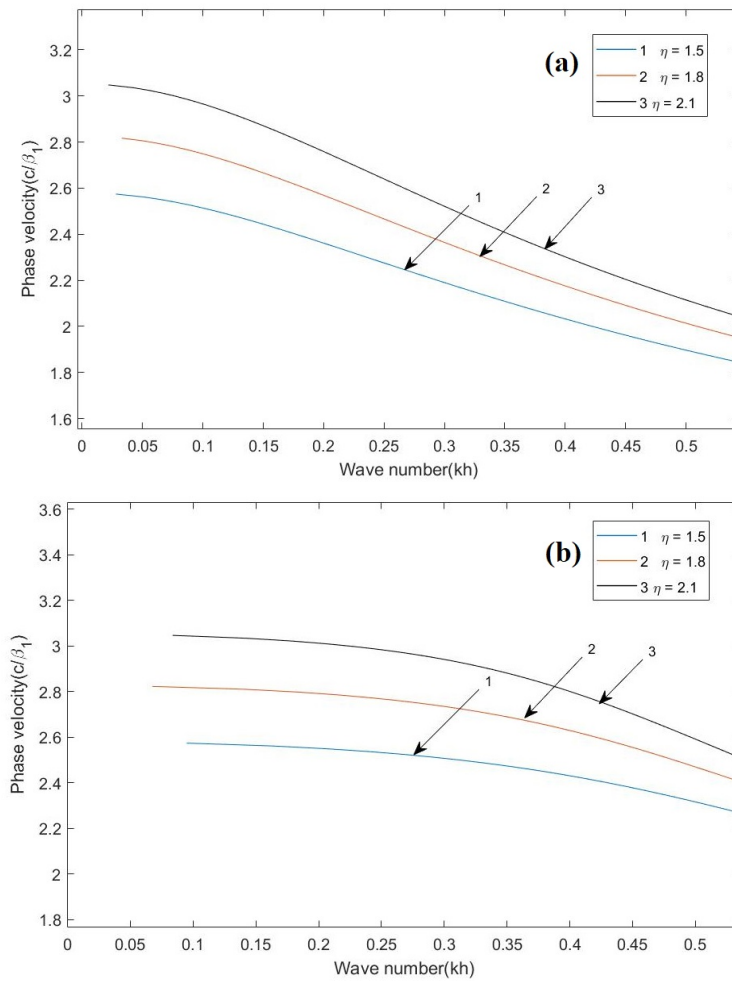 (a)
1 η = 1.5
2 η = 1.8
3 η = 2.1
3.2
3
2.8
2.6
2.4
2.2
2
1.8
1.6
Phase velocity(c/β₁)
1
2
3
0 0.05 0.1 0.15 0.2 0.25 0.3 0.35 0.4 0.45 0.5
Wave number(kh)
(b)
1 η = 1.5
2 η = 1.8
3 η = 2.1
3.6
3.4
3.2
3
2.8
2.6
2.4
2.2
2
1.8
Phase velocity(c/β₁)
1
2
3
0 0.05 0.1 0.15 0.2 0.25 0.3 0.35 0.4 0.45 0.5
Wave number(kh)